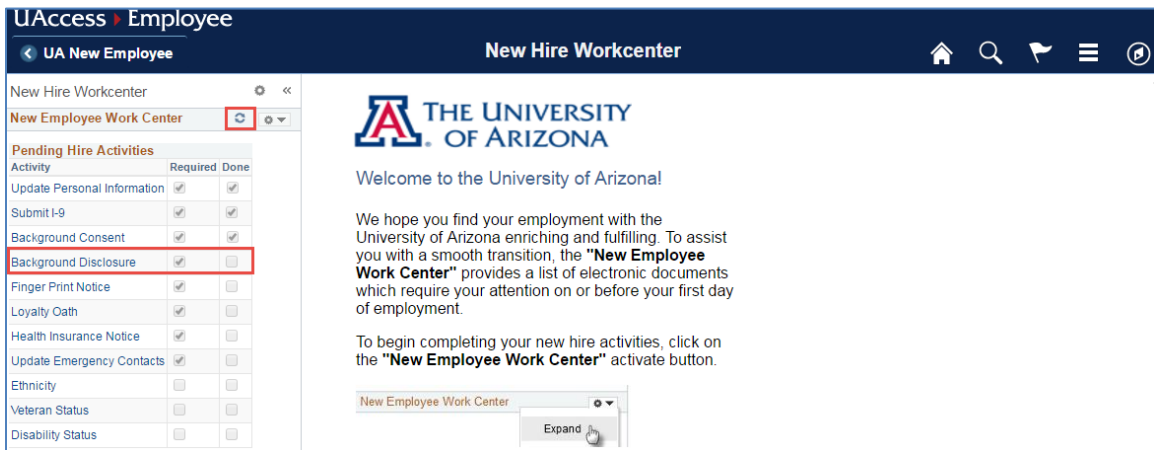 UAccess Employee
UA New Employee
New Hire Workcenter
New Hire Workcenter
New Employee Work Center
Pending Hire Activities
Activity Required Done
Update Personal Information
Submit I-9
Background Consent
Background Disclosure
Finger Print Notice
Loyalty Oath
Health Insurance Notice
Update Emergency Contacts
Ethnicity
Veteran Status
Disability Status
A
THE UNIVERSITY
OF ARIZONA
Welcome to the University of Arizona!
We hope you find your employment with the
University of Arizona enriching and fulfilling. To assist
you with a smooth transition, the "New Employee
Work Center" provides a list of electronic documents
which require your attention on or before your first day
of employment.
To begin completing your new hire activities, click on
the "New Employee Work Center" activate button.
New Employee Work Center
Expand